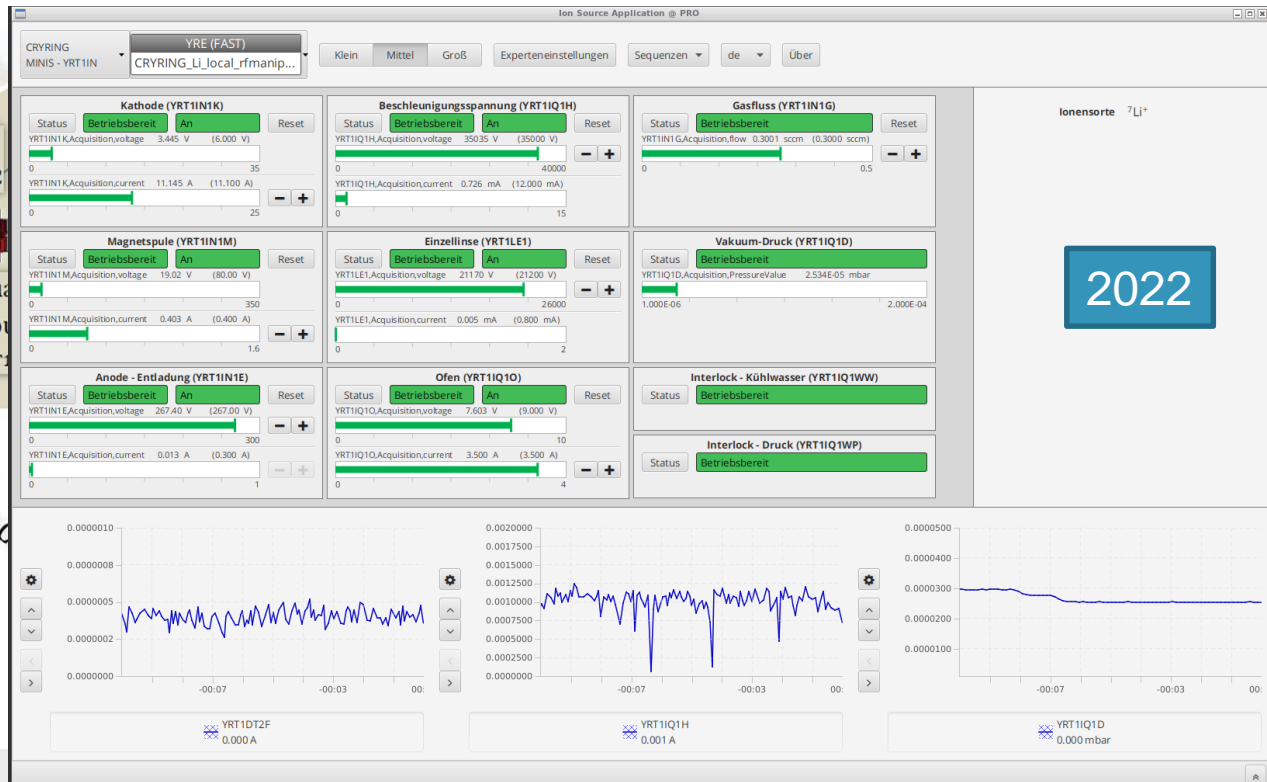 Ion Source Application @ PRO
CRYRING
MINIS - YRT1IN
YRE (FAST)
CRYRING_Li_local_rfmanip...
Klein Mittel Groß Experteneinstellungen Sequenzen de Über
Kathode (YRT1IN1K)
Status Betriebsbereit An Reset
YRT1IN1K,Acquisition,voltage 3.445 V (6.000 V)
0 35
YRT1IN1K,Acquisition,current 11.145 A (11.100 A)
0 25
Beschleunigungsspannung (YRT1IQ1H)
Status Betriebsbereit An Reset
YRT1IQ1H,Acquisition,voltage 35035 V (35000 V)
0 40000
YRT1IQ1H,Acquisition,current 0.726 mA (12.000 mA)
0 15
Gasfluss (YRT1IN1G)
Status Betriebsbereit Reset
YRT1IN1G,Acquisition,flow 0.3001 sccm (0.3000 sccm)
0 0.5
Ionensorte ⁷Li⁺
2022
Magnetspule (YRT1IN1M)
Status Betriebsbereit An Reset
YRT1IN1M,Acquisition,voltage 19.02 V (80.00 V)
0 350
YRT1IN1M,Acquisition,current 0.403 A (0.400 A)
0 1.6
Einzellinse (YRT1LE1)
Status Betriebsbereit An Reset
YRT1LE1,Acquisition,voltage 21170 V (21200 V)
0 26000
YRT1LE1,Acquisition,current 0.005 mA (0.800 mA)
0 2
Vakuum-Druck (YRT1IQ1D)
Status Betriebsbereit Reset
YRT1IQ1D,Acquisition,PressureValue 2.534E-05 mbar
1.000E-06 2.000E-04
Anode - Entladung (YRT1IN1E)
Status Betriebsbereit An Reset
YRT1IN1E,Acquisition,voltage 267.40 V (267.00 V)
0 300
YRT1IN1E,Acquisition,current 0.013 A (0.300 A)
0 1
Ofen (YRT1IQ1O)
Status Betriebsbereit An Reset
YRT1IQ1O,Acquisition,voltage 7.603 V (9.000 V)
0 10
YRT1IQ1O,Acquisition,current 3.500 A (3.500 A)
0 4
Interlock - Kühlwasser (YRT1IQ1WW)
Status Betriebsbereit
Interlock - Druck (YRT1IQ1WP)
Status Betriebsbereit
0.0000010
0.0000008
0.0000005
0.0000002
0.0000000
-00:07 -00:03 00:
YRT1DT2F
0.000 A
0.0020000
0.0017500
0.0015000
0.0012500
0.0010000
0.0007500
0.0005000
0.0002500
0.0000000
-00:07 -00:03 00:
YRT1IQ1H
0.001 A
0.0000500
0.0000400
0.0000300
0.0000200
0.0000100
-00:07 -00:03 00:
YRT1IQ1D
0.000 mbar